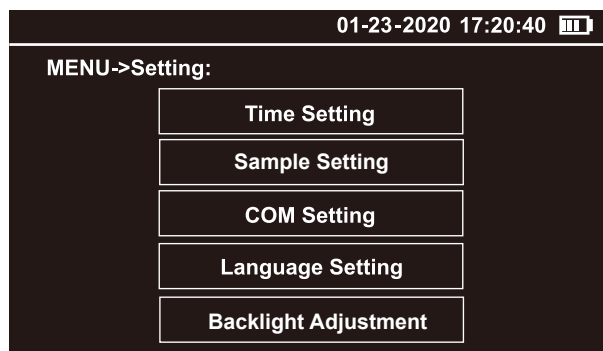 01-23-2020 17:20:40
MENU->Setting:
Time Setting
Sample Setting
COM Setting
Language Setting
Backlight Adjustment